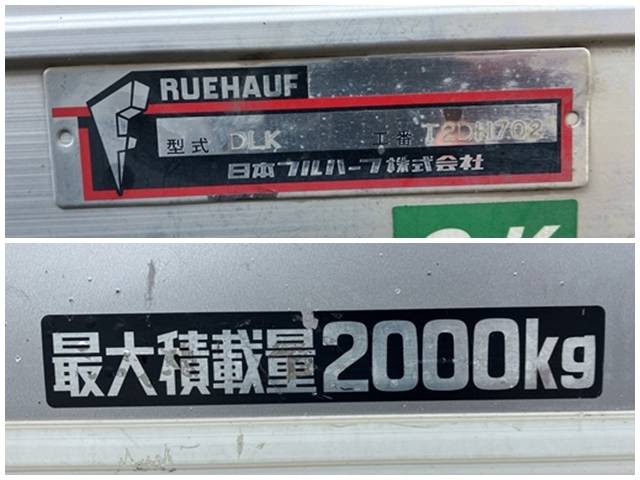 FRUEHAUF
型式 DLK 工番 T2DH1702
日本フルハーフ株式会社
最大積載量2000kg